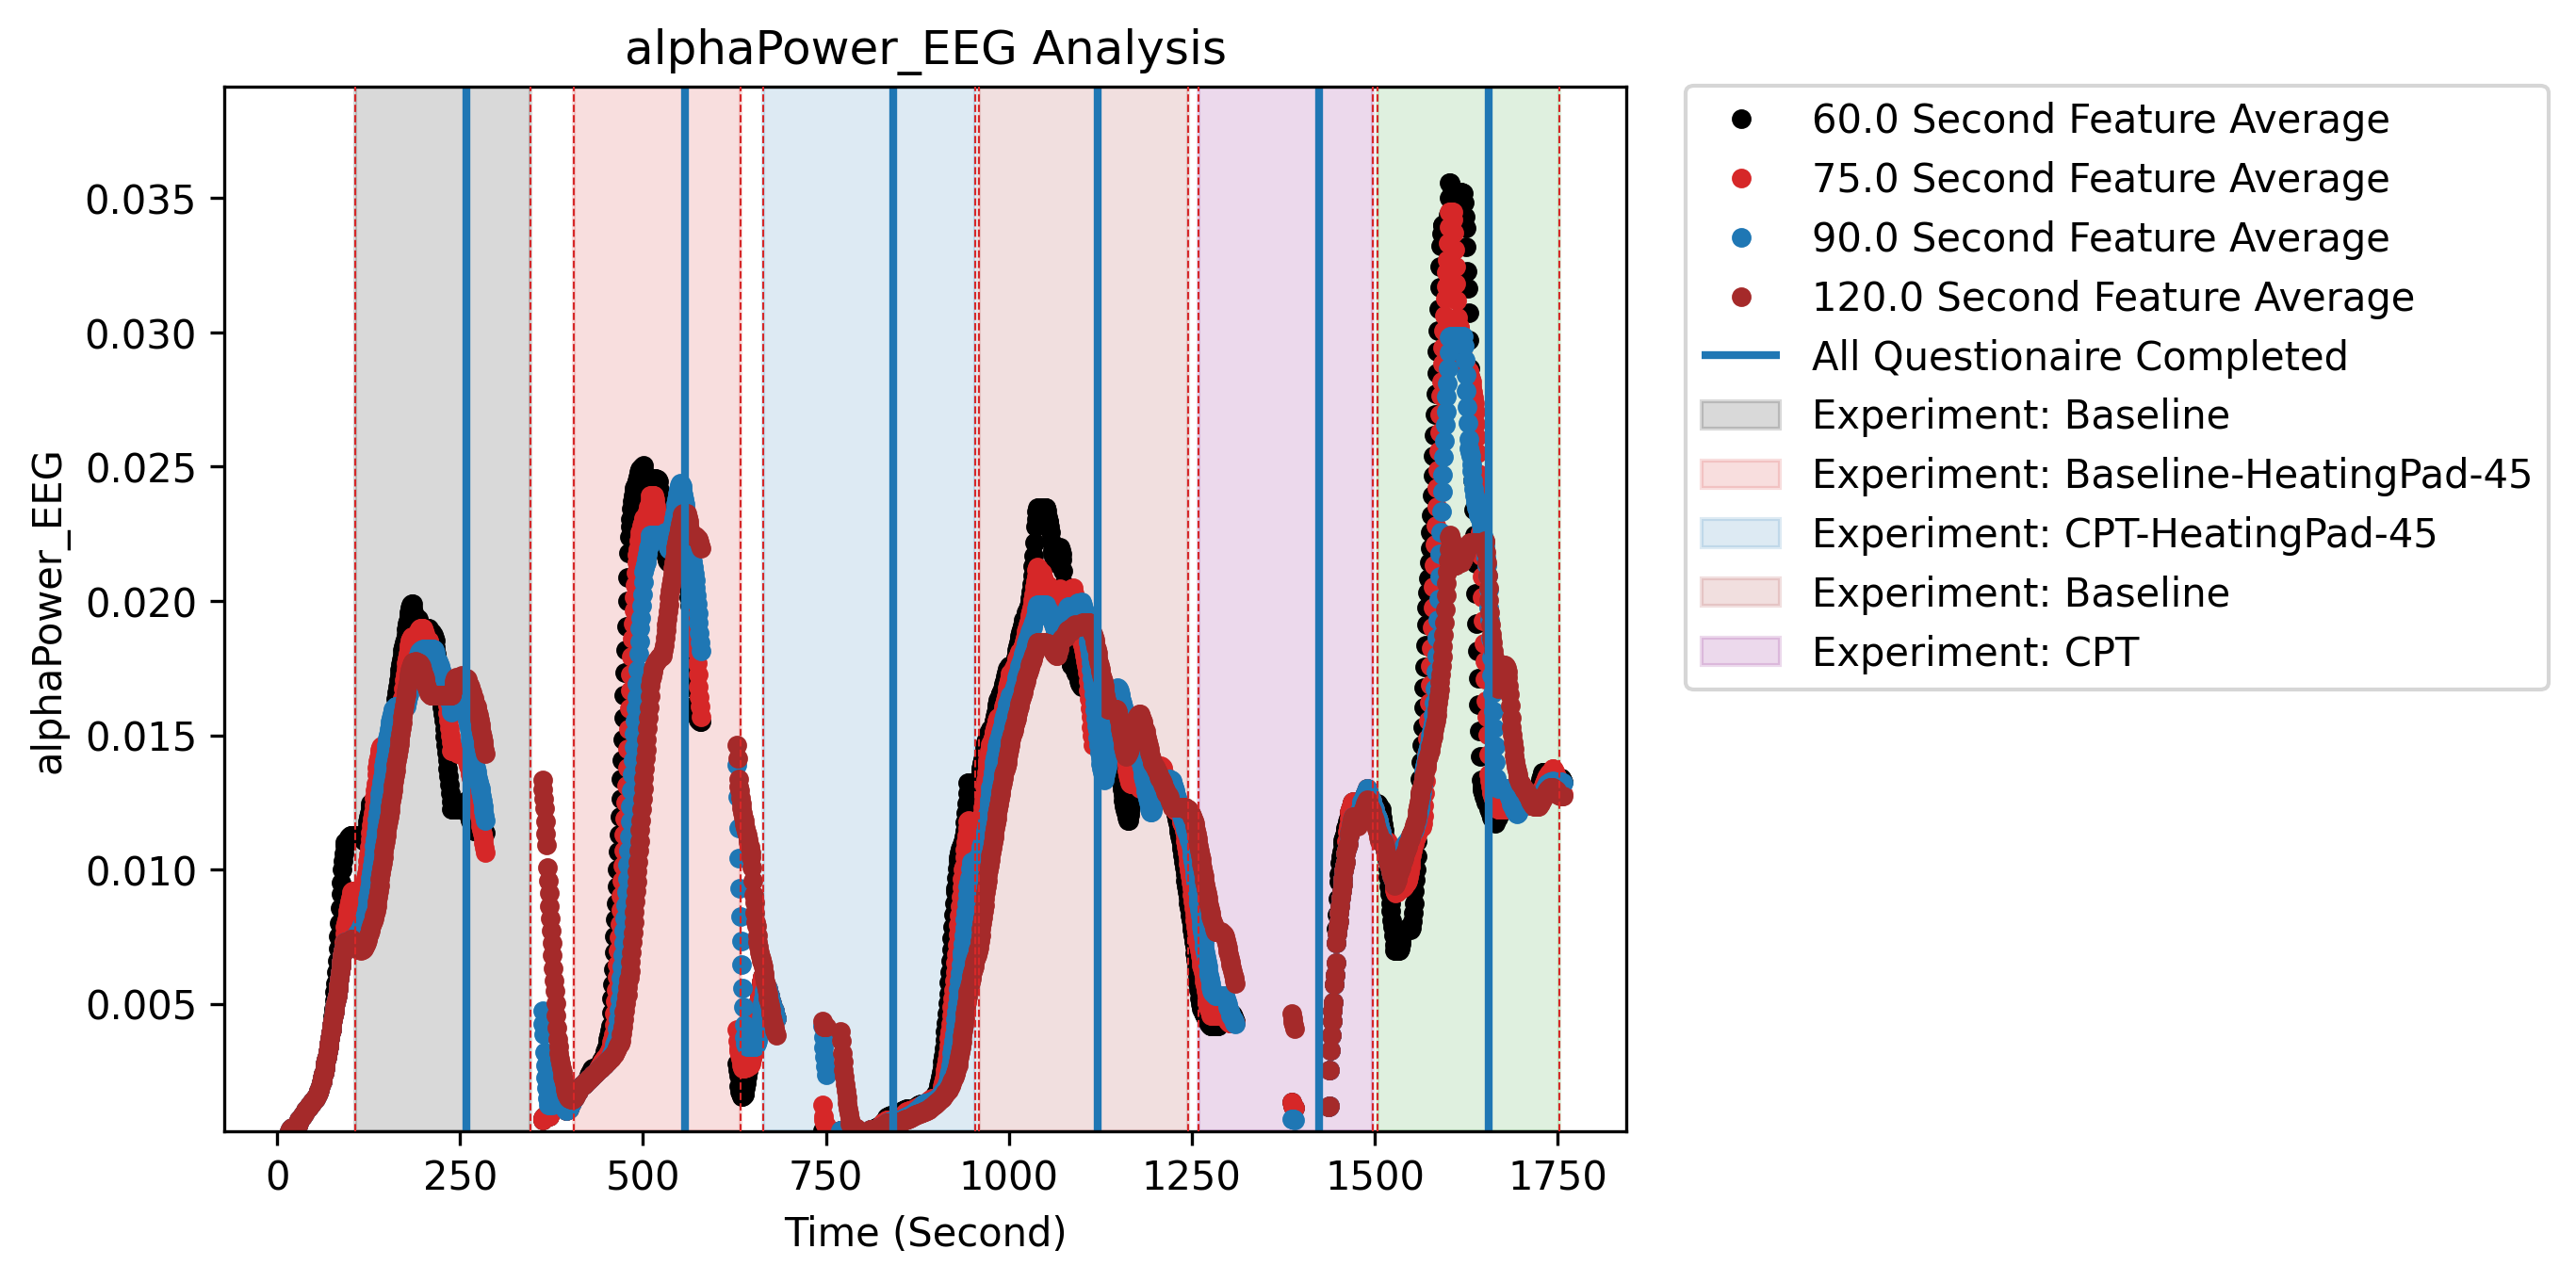 alphaPower_EEG Analysis
0.035
0.030
0.025
0.020
0.015
0.010
0.005
alphaPower_EEG
0 250 500 750 1000 1250 1500 1750
Time (Second)
60.0 Second Feature Average
75.0 Second Feature Average
90.0 Second Feature Average
120.0 Second Feature Average
All Questionaire Completed
Experiment: Baseline
Experiment: Baseline-HeatingPad-45
Experiment: CPT-HeatingPad-45
Experiment: Baseline
Experiment: CPT